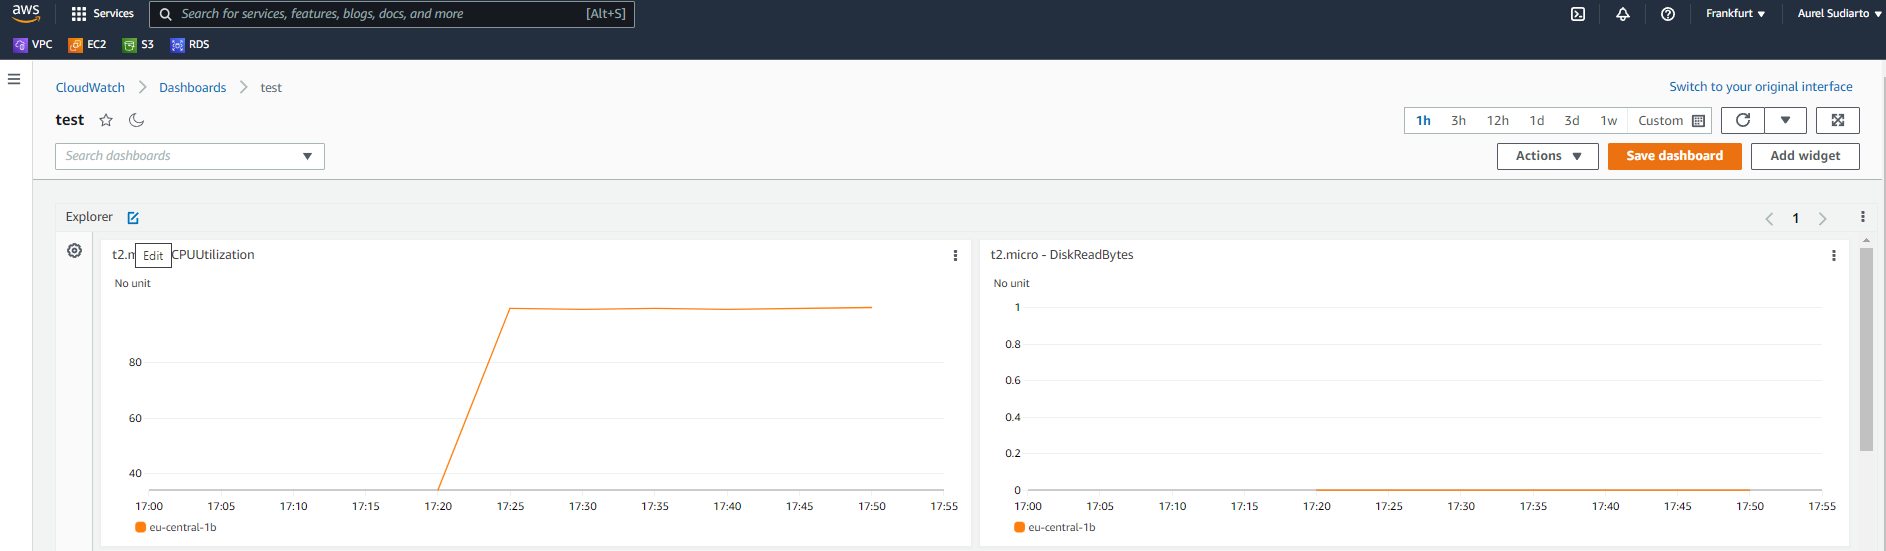 aws Services Search for services, features, blogs, docs, and more [Alt+S] Frankfurt Aurel Sudiarto
VPC EC2 S3 RDS
CloudWatch Dashboards test
Switch to your original interface
test
1h 3h 12h 1d 3d 1w Custom
Search dashboards
Actions Save dashboard Add widget
Explorer
1
t2.m CPUUtilization
Edit
No unit
80
60
40
17:00 17:05 17:10 17:15 17:20 17:25 17:30 17:35 17:40 17:45 17:50 17:55
eu-central-1b
t2.micro - DiskReadBytes
No unit
1
0.8
0.6
0.4
0.2
0
17:00 17:05 17:10 17:15 17:20 17:25 17:30 17:35 17:40 17:45 17:50 17:55
eu-central-1b